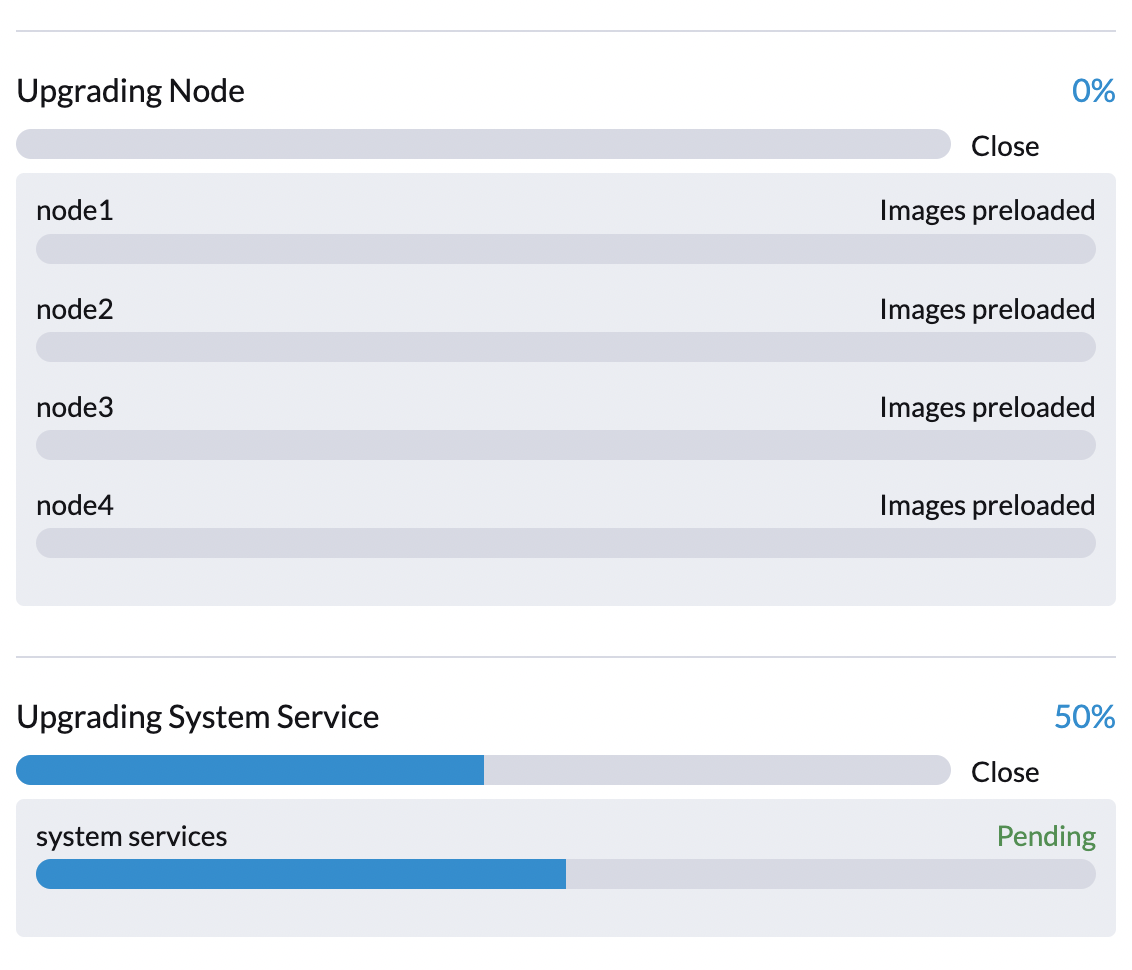 Upgrading Node 0%
Close
node1 Images preloaded
node2 Images preloaded
node3 Images preloaded
node4 Images preloaded
Upgrading System Service 50%
Close
system services Pending